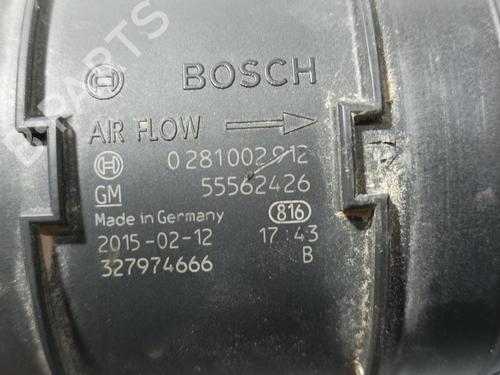 B-PARTS
BOSCH
AIR FLOW
0 281 002 912
GM 55562426
Made in Germany 816
2015-02-12 17:43
327974666 B